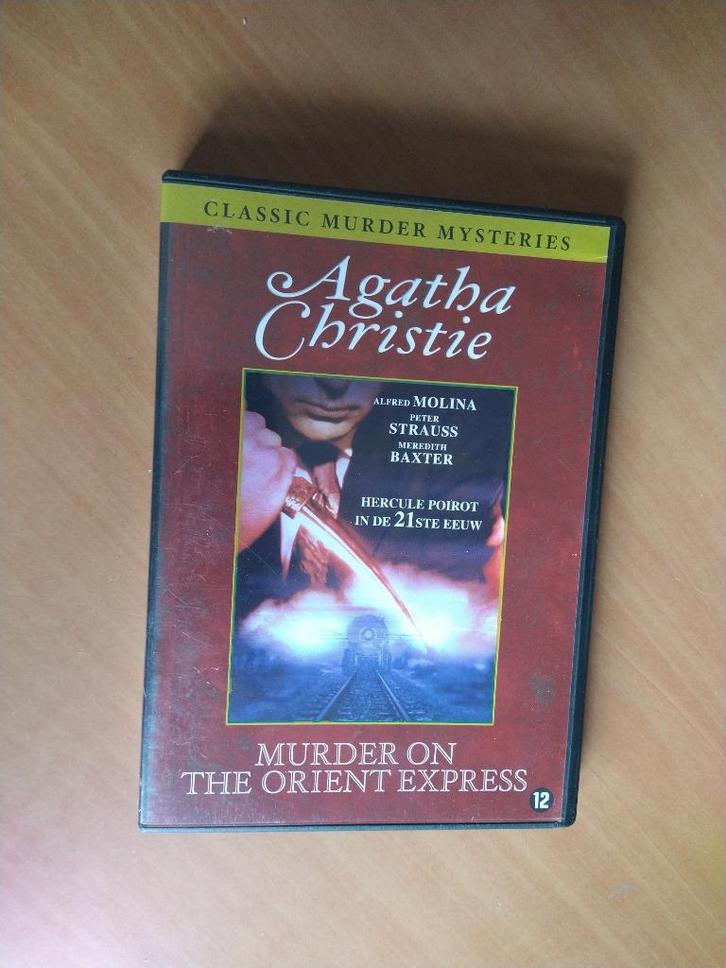 CLASSIC MURDER MYSTERIES
Agatha
Christie
ALFRED MOLINA
PETER
STRAUSS
MEREDITH
BAXTER
HERCULE POIROT
IN DE 21STE EEUW
MURDER ON
THE ORIENT EXPRESS
12